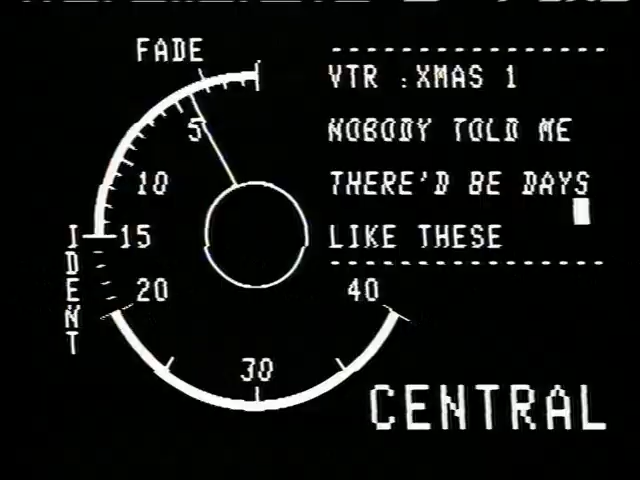 FADE
VTR :XMAS 1
NOBODY TOLD ME
THERE'D BE DAYS
LIKE THESE
5
10
15
20
30
40
IDENT
CENTRAL